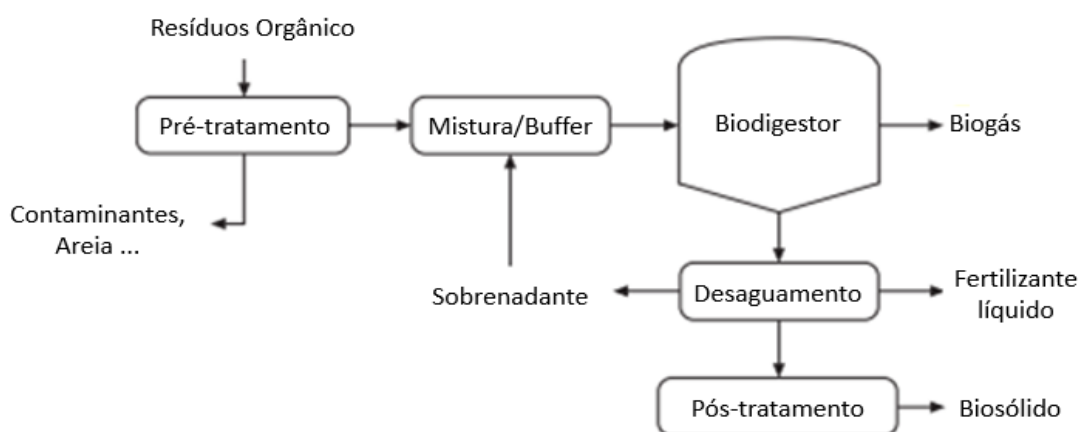 Resíduos Orgânico
Pré-tratamento
Mistura/Buffer
Biodigestor
Biogás
Contaminantes,
Areia ...
Sobrenadante
Desaguamento
Fertilizante
líquido
Pós-tratamento
Biosólido